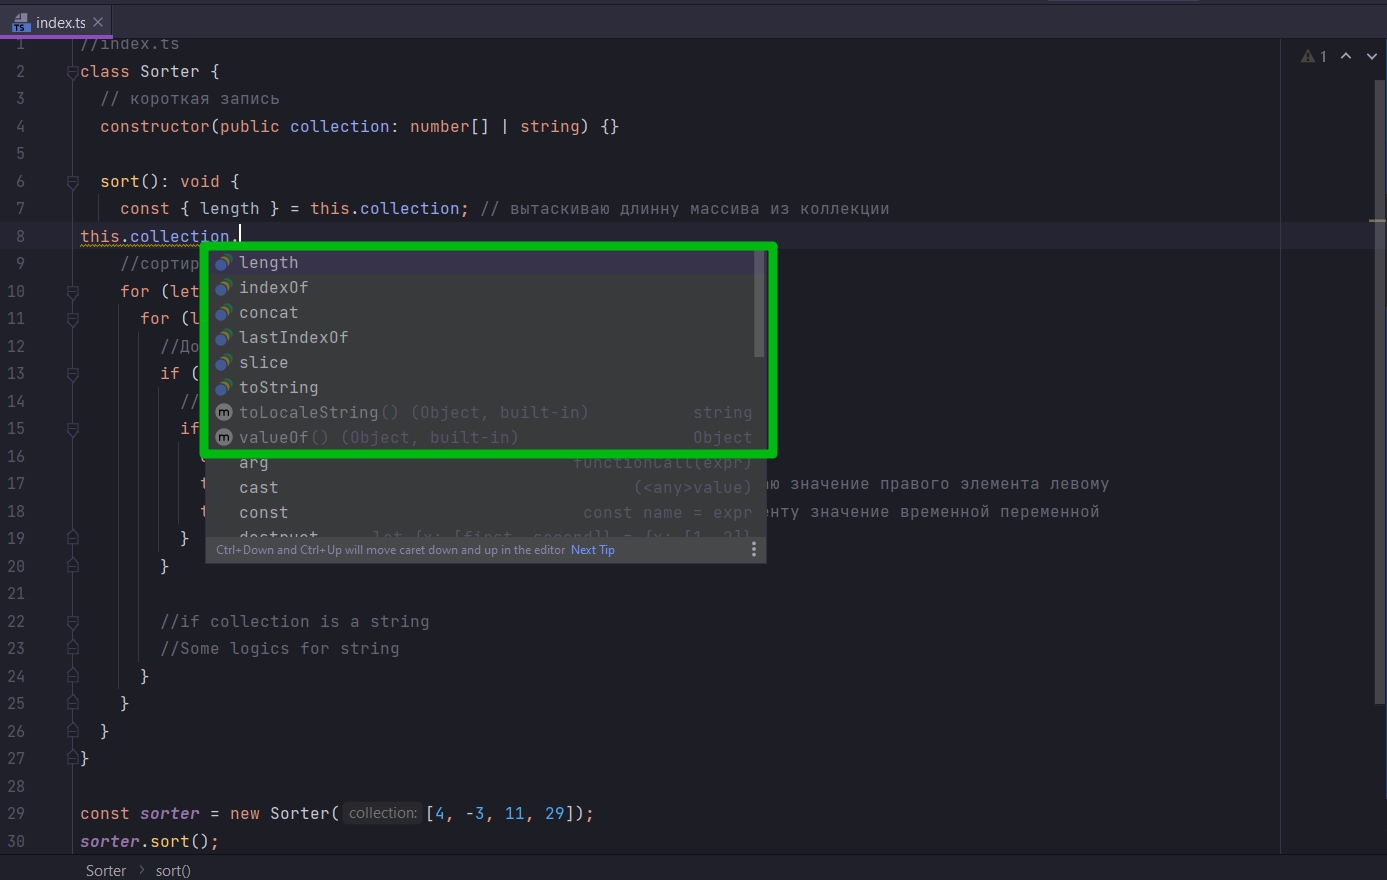 index.ts
1 //index.ts
1
2 class Sorter {
3 // короткая запись
4 constructor(public collection: number[] | string) {}
5
6 sort(): void {
7 const { length } = this.collection; // вытаскиваю длинну массива из коллекции
8 this.collection.
9 //сортир
10 for (let
11 for (l
12 //До
13 if (
14 //
15 if
16
17 t
18 t
length
indexOf
concat
lastIndexOf
slice
toString
toLocaleString() (Object, built-in) string
valueOf() (Object, built-in) Object
arg functionCall(expr)
cast (<any>value)
const const name = expr
destruct let {x: [first, second]} = {x: [1, 2]}
Ctrl+Down and Ctrl+Up will move caret down and up in the editor Next Tip
значение правого элемента левому
енту значение временной переменной
19 }
20 }
21
22 //if collection is a string
23 //Some logics for string
24 }
25 }
26 }
27 }
28
29 const sorter = new Sorter( collection: [4, -3, 11, 29]);
30 sorter.sort();
Sorter > sort()